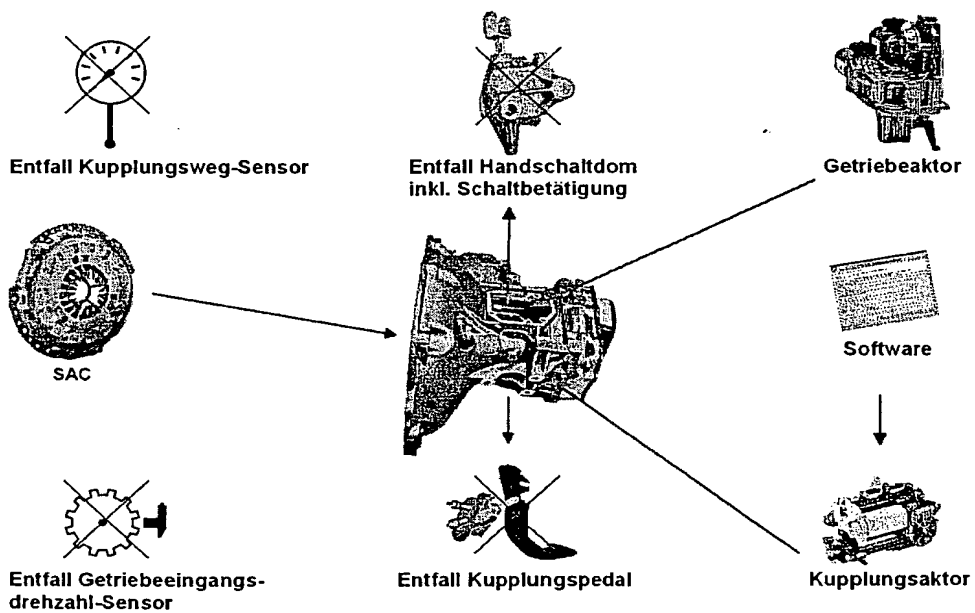 Entfall Kupplungsweg-Sensor
Entfall Handschaltdom
inkl. Schaltbetätigung
Getriebeaktor
SAC
Software
Entfall Getriebeeingangs-
drehzahl-Sensor
Entfall Kupplungspedal
Kupplungsaktor